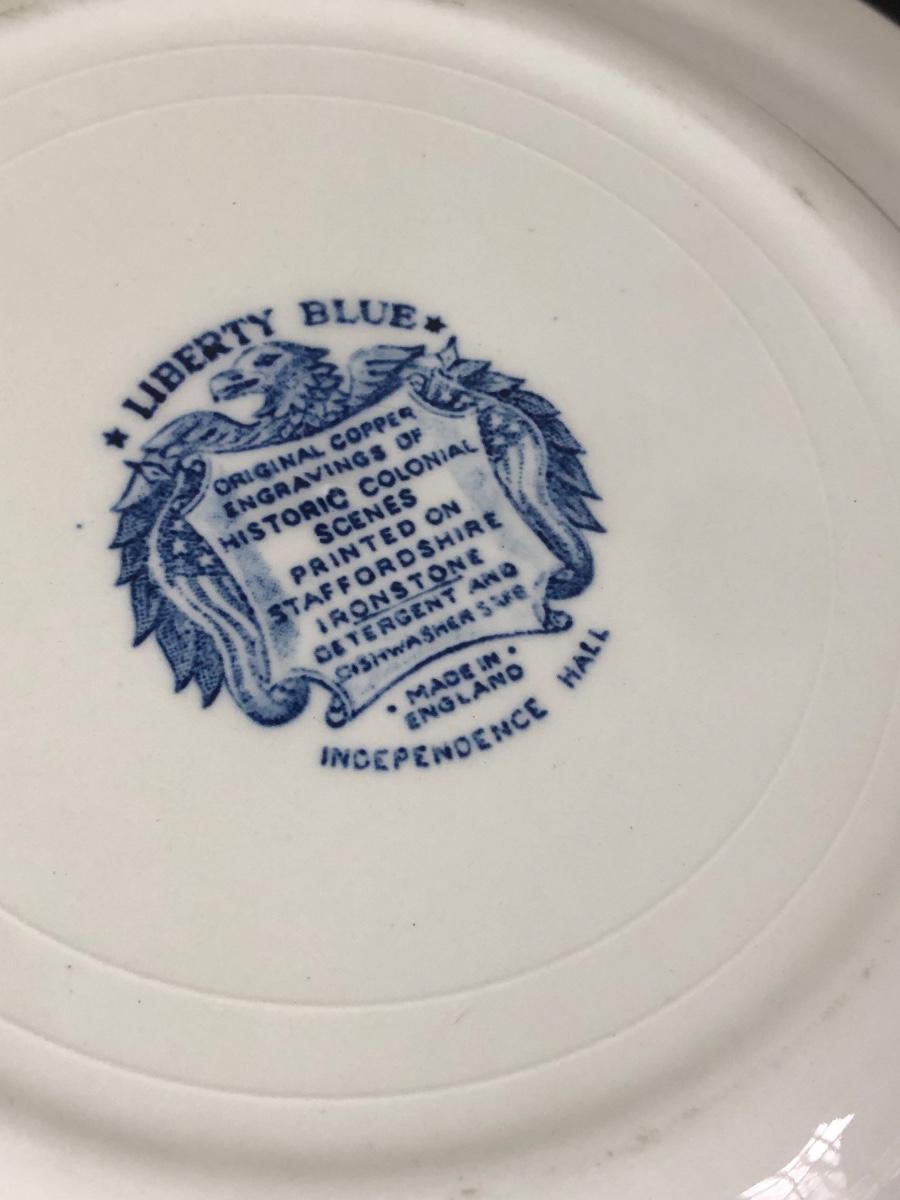 ★ LIBERTY BLUE ★
ORIGINAL COPPER
ENGRAVINGS OF
HISTORIC COLONIAL
SCENES
PRINTED ON
STAFFORDSHIRE
IRONSTONE
DETERGENT AND
DISHWASHER SAFE
• MADE IN •
ENGLAND
INDEPENDENCE HALL